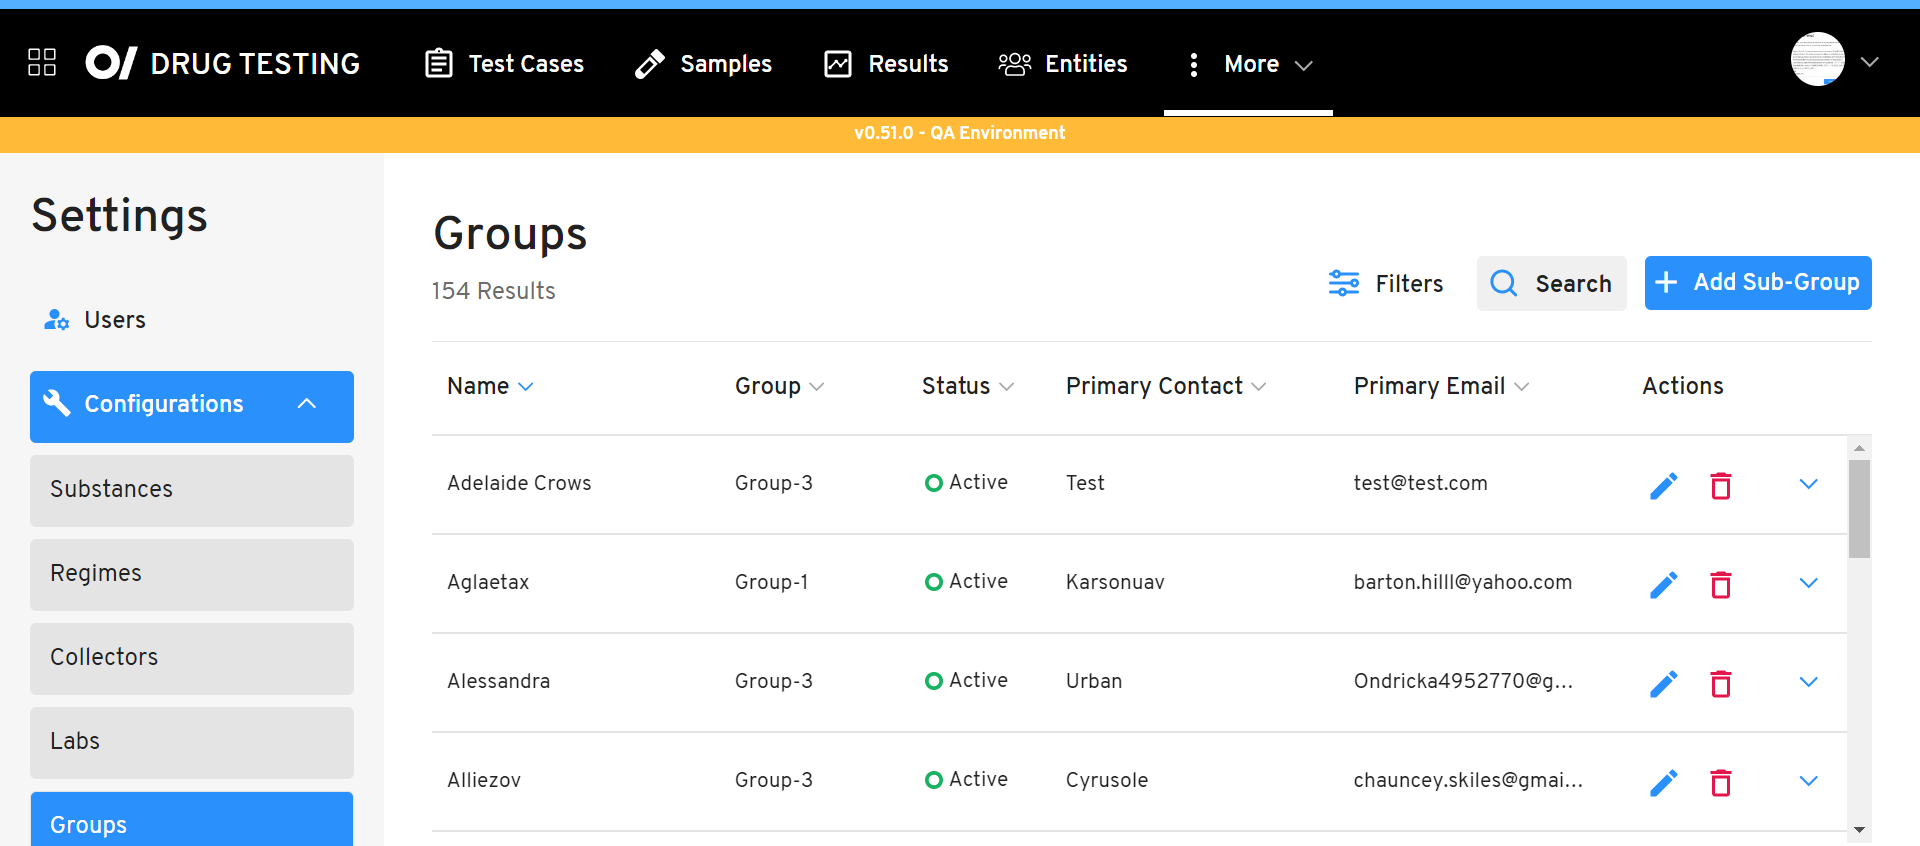 DRUG TESTING Test Cases Samples Results Entities More
v0.51.0 - QA Environment
Settings
Users
Configurations
Substances
Regimes
Collectors
Labs
Groups
Groups
154 Results
Filters Search Add Sub-Group
Name Group Status Primary Contact Primary Email Actions
Adelaide Crows Group-3 Active Test test@test.com
Aglaetax Group-1 Active Karsonuav barton.hilll@yahoo.com
Alessandra Group-3 Active Urban Ondricka4952770@g...
Alliezov Group-3 Active Cyrusole chauncey.skiles@gmai...